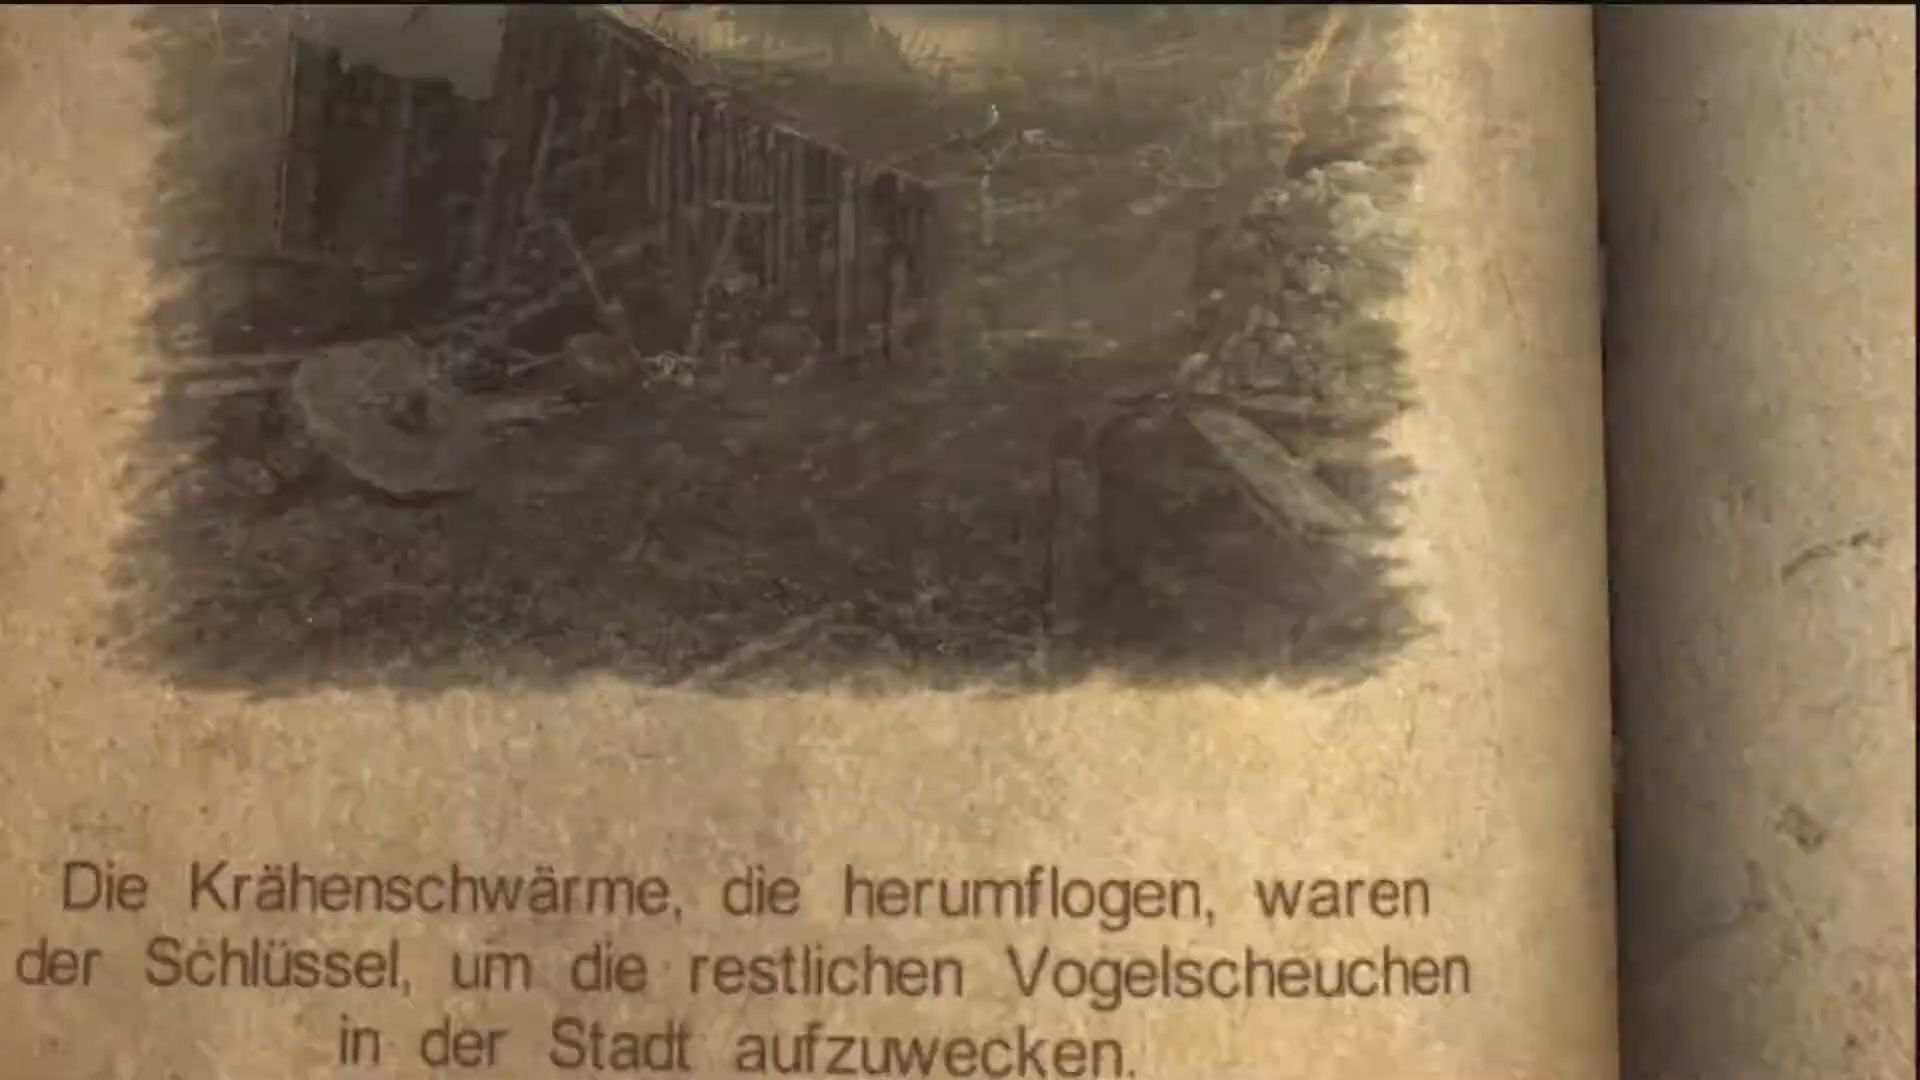 Die Krähenschwärme, die herumflogen, waren
der Schlüssel, um die restlichen Vogelscheuchen
in der Stadt aufzuwecken.